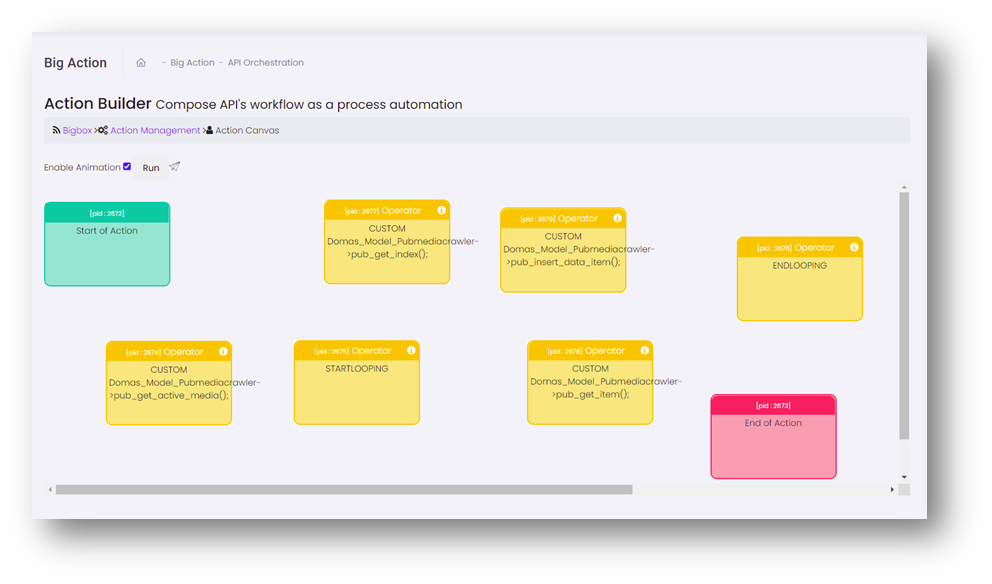 Big Action - Big Action - API Orchestration
Action Builder Compose API's workflow as a process automation
Bigbox > Action Management > Action Canvas
Enable Animation Run
[pid : 2672]
Start of Action
[pid : 2677] Operator
CUSTOM
Domas_Model_Pubmediacrawler-
>pub_get_index();
[pid : 2679] Operator
CUSTOM
Domas_Model_Pubmediacrawler-
>pub_insert_data_item();
[pid : 2676] Operator
ENDLOOPING
[pid : 2674] Operator
CUSTOM
Domas_Model_Pubmediacrawler-
>pub_get_active_media();
[pid : 2675] Operator
STARTLOOPING
[pid : 2678] Operator
CUSTOM
Domas_Model_Pubmediacrawler-
>pub_get_item();
[pid : 2673]
End of Action